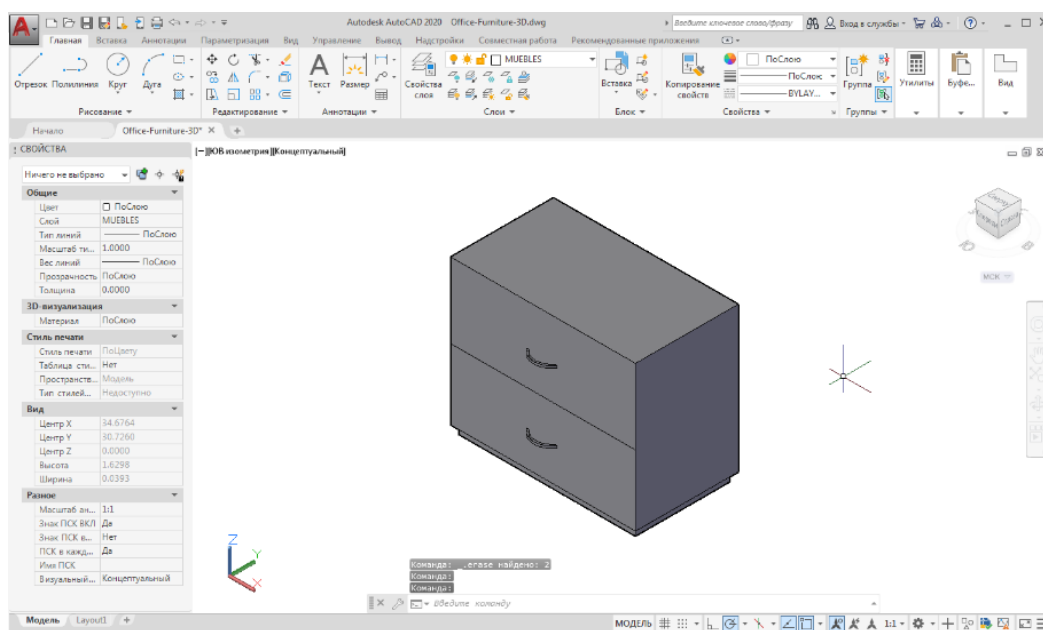 Autodesk AutoCAD 2020 Office-Furniture-3D.dwg
Введите ключевое слово/фразу
Вход в службы
Главная Вставка Аннотации Параметризация Вид Управление Вывод Надстройки Совместная работа Рекомендованные приложения
Отрезок Полилиния Круг Дуга
Текст Размер
Свойства слоя
MUEBLES
Вставка
Копирование свойств
ПоСлою
ПоСлою
BYLAY...
Группа
Утилиты Буфе... Вид
Рисование Редактирование Аннотации Слои Блок Свойства Группы
Начало Office-Furniture-3D* +
СВОЙСТВА
[−][ЮВ изометрия][Концептуальный]
Ничего не выбрано
Общие
Цвет ПоСлою
Слой MUEBLES
Тип линий ПоСлою
Масштаб ти... 1.0000
Вес линий ПоСлою
Прозрачность ПоСлою
Толщина 0.0000
3D-визуализация
Материал ПоСлою
Стиль печати
Стиль печати ПоЦвету
Таблица сти... Нет
Пространств... Модель
Тип стилей... Недоступно
Вид
Центр X 34.6764
Центр Y 30.7260
Центр Z 0.0000
Высота 1.6298
Ширина 0.0393
Разное
Масштаб ан... 1:1
Знак ПСК ВКЛ Да
Знак ПСК в... Нет
ПСК в кажд... Да
Имя ПСК
Визуальный... Концептуальный
МСК
Z
Y
X
Команда: _.erase найдено: 2
Команда:
Команда:
Введите команду
Модель Layout1 +
МОДЕЛЬ 1:1